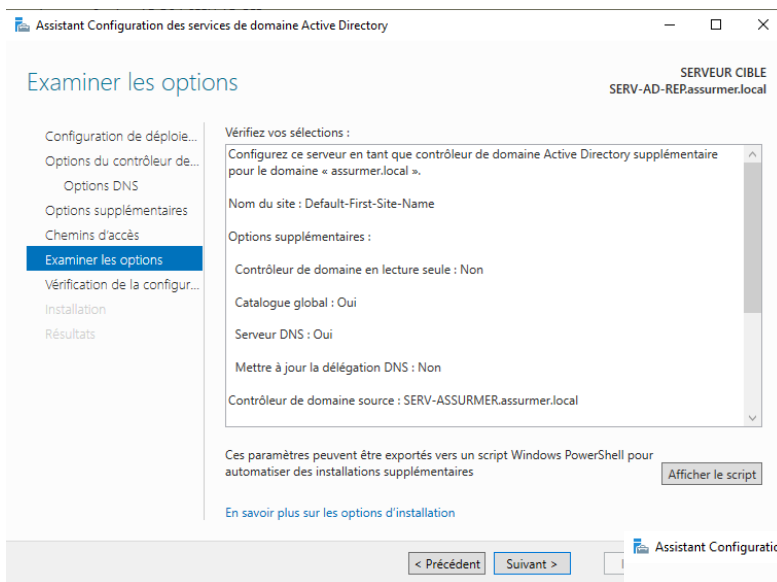 Assistant Configuration des services de domaine Active Directory
Examiner les options
SERVEUR CIBLE
SERV-AD-REP.assurmer.local
Configuration de déploie...
Options du contrôleur de...
Options DNS
Options supplémentaires
Chemins d'accès
Examiner les options
Vérification de la configur...
Installation
Résultats
Vérifiez vos sélections :
Configurez ce serveur en tant que contrôleur de domaine Active Directory supplémentaire
pour le domaine « assurmer.local ».
Nom du site : Default-First-Site-Name
Options supplémentaires :
Contrôleur de domaine en lecture seule : Non
Catalogue global : Oui
Serveur DNS : Oui
Mettre à jour la délégation DNS : Non
Contrôleur de domaine source : SERV-ASSURMER.assurmer.local
Ces paramètres peuvent être exportés vers un script Windows PowerShell pour
automatiser des installations supplémentaires
Afficher le script
En savoir plus sur les options d'installation
< Précédent
Suivant >
Assistant Configuratio